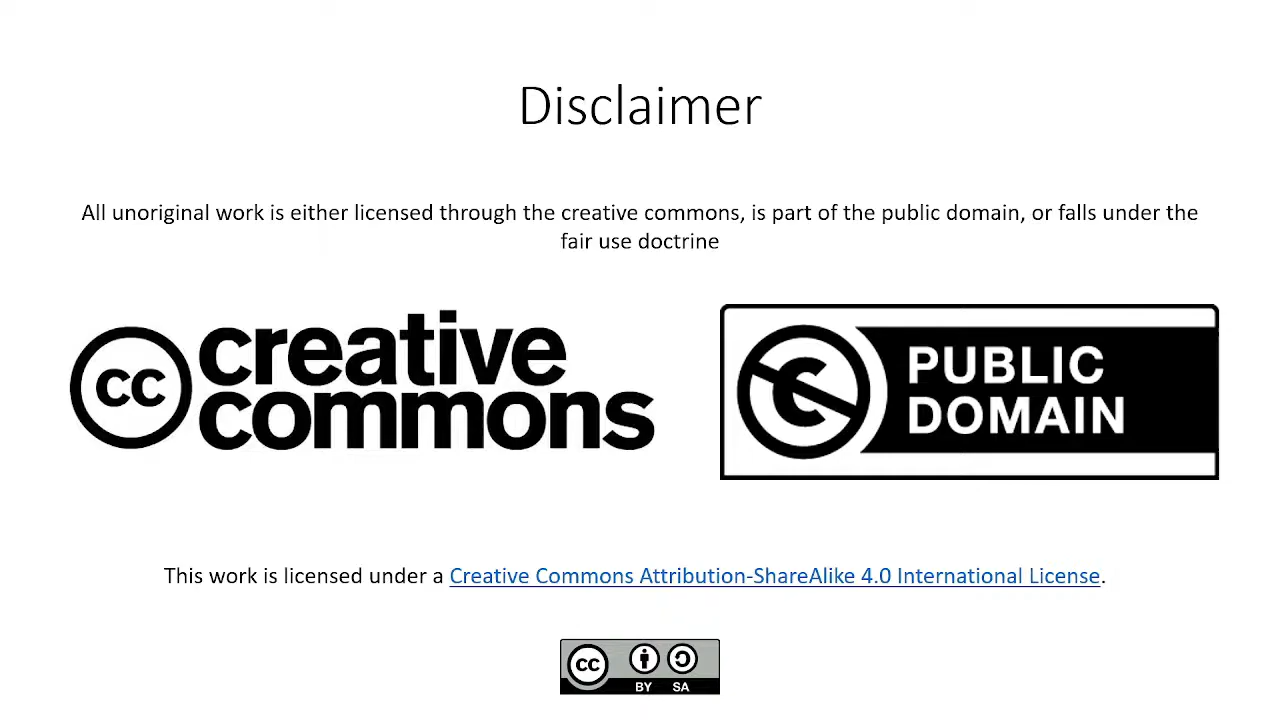 Disclaimer
All unoriginal work is either licensed through the creative commons, is part of the public domain, or falls under the
fair use doctrine
cc creative
commons
PUBLIC
DOMAIN
This work is licensed under a Creative Commons Attribution-ShareAlike 4.0 International License.
cc
BY SA